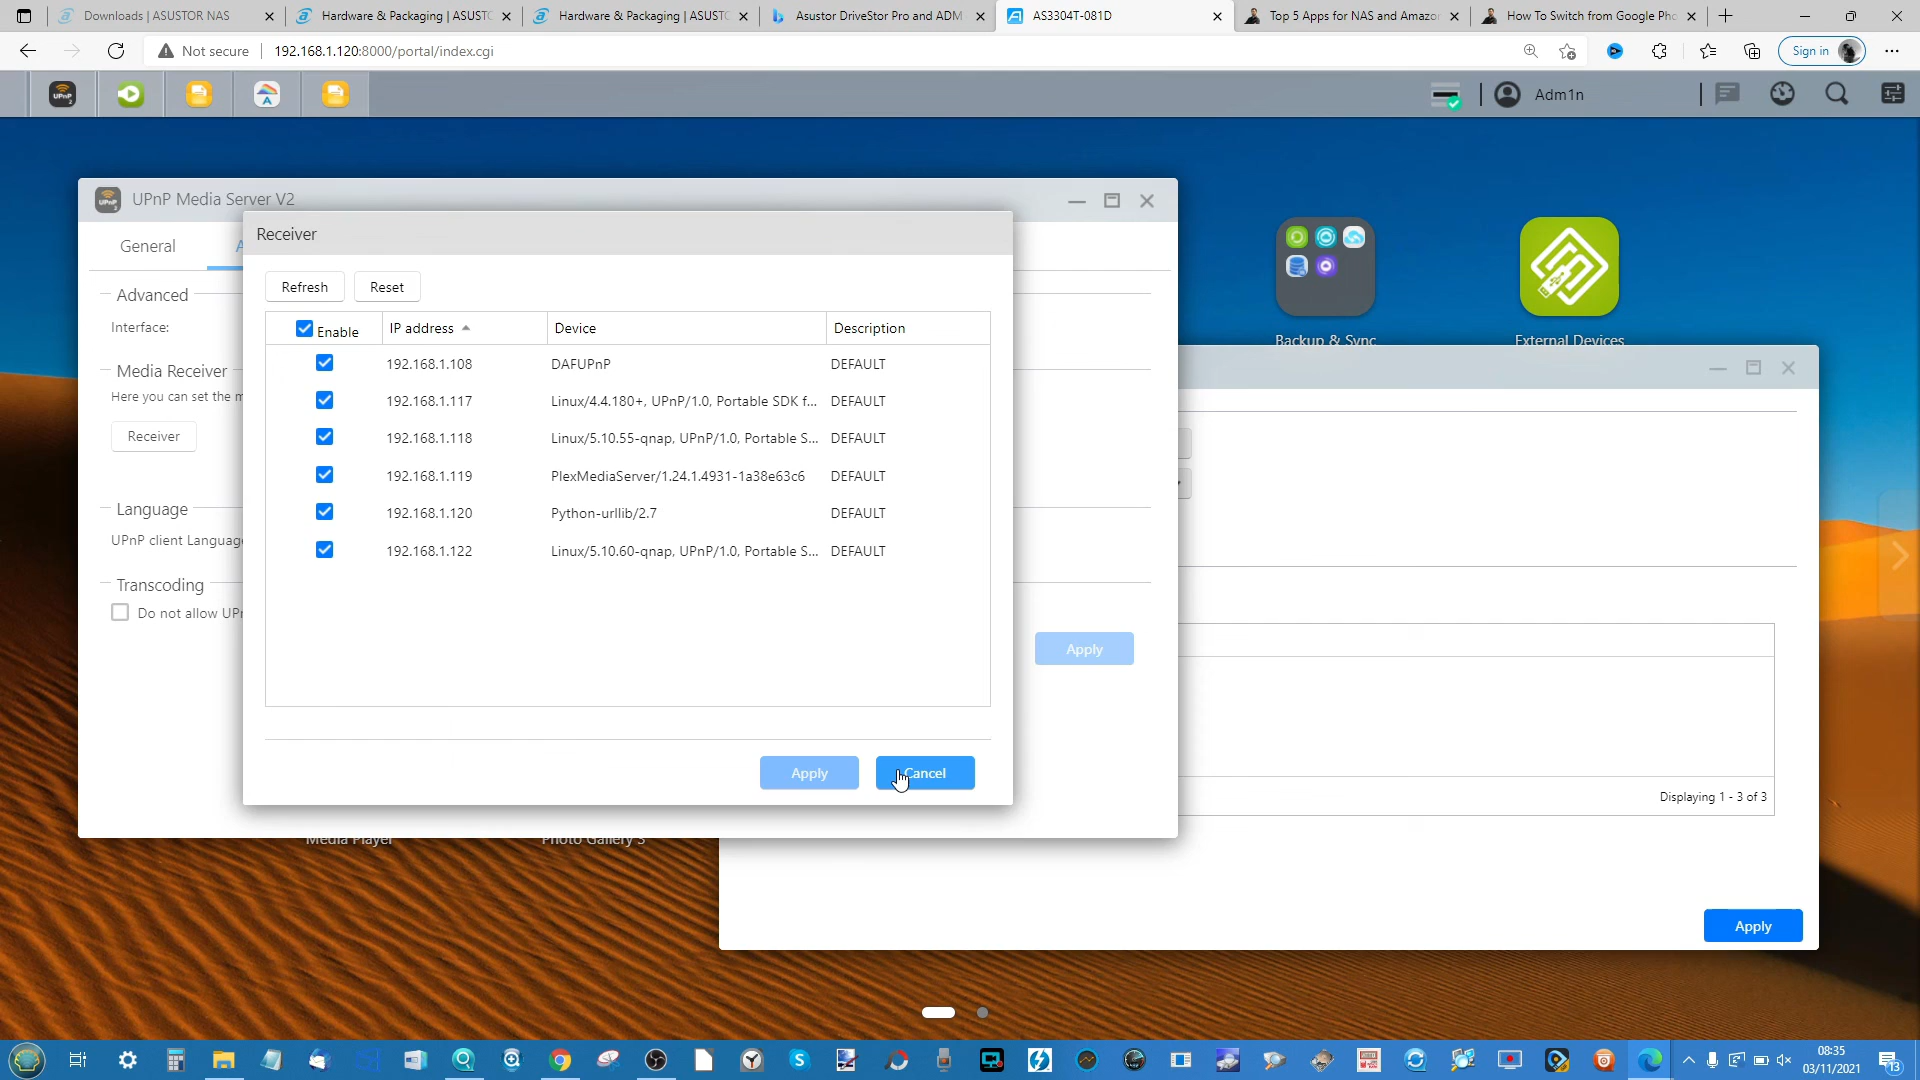 Downloads | ASUSTOR NAS
Hardware & Packaging | ASUSTC
Hardware & Packaging | ASUSTC
Asustor DriveStor Pro and ADM
AS3304T-081D
Top 5 Apps for NAS and Amazon
How To Switch from Google Pho
Not secure
192.168.1.120:8000/portal/index.cgi
Sign in
UPnP 2
Adm1n
UPnP Media Server V2
General
A
Receiver
Refresh
Reset
Enable
IP address
Device
Description
192.168.1.108
DAFUPnP
DEFAULT
192.168.1.117
Linux/4.4.180+, UPnP/1.0, Portable SDK f...
DEFAULT
192.168.1.118
Linux/5.10.55-qnap, UPnP/1.0, Portable S...
DEFAULT
192.168.1.119
PlexMediaServer/1.24.1.4931-1a38e63c6
DEFAULT
192.168.1.120
Python-urllib/2.7
DEFAULT
192.168.1.122
Linux/5.10.60-qnap, UPnP/1.0, Portable S...
DEFAULT
Apply
Cancel
Advanced
Interface:
Media Receiver
Here you can set the m
Receiver
Language
UPnP client Language
Transcoding
Do not allow UPn
Apply
Backup & Sync
External Devices
Displaying 1 - 3 of 3
Apply
Media Player
Photo Gallery 3
08:35
03/11/2021
13